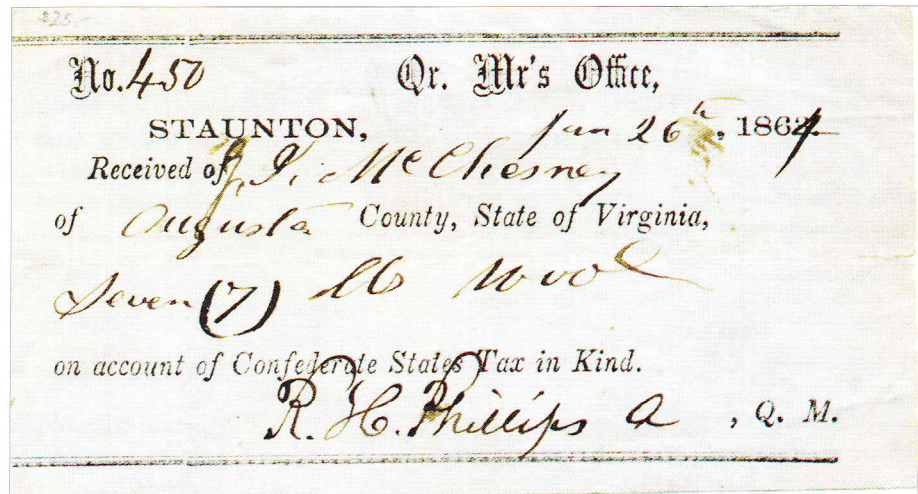 $25.-
No. 450 Qr. Mr's Office,
STAUNTON, Jan 26th, 1864
Received of J. I. McChesney
of Augusta County, State of Virginia,
Seven (7) lbs wool
on account of Confederate States Tax in Kind.
R. H. Phillips A, Q. M.